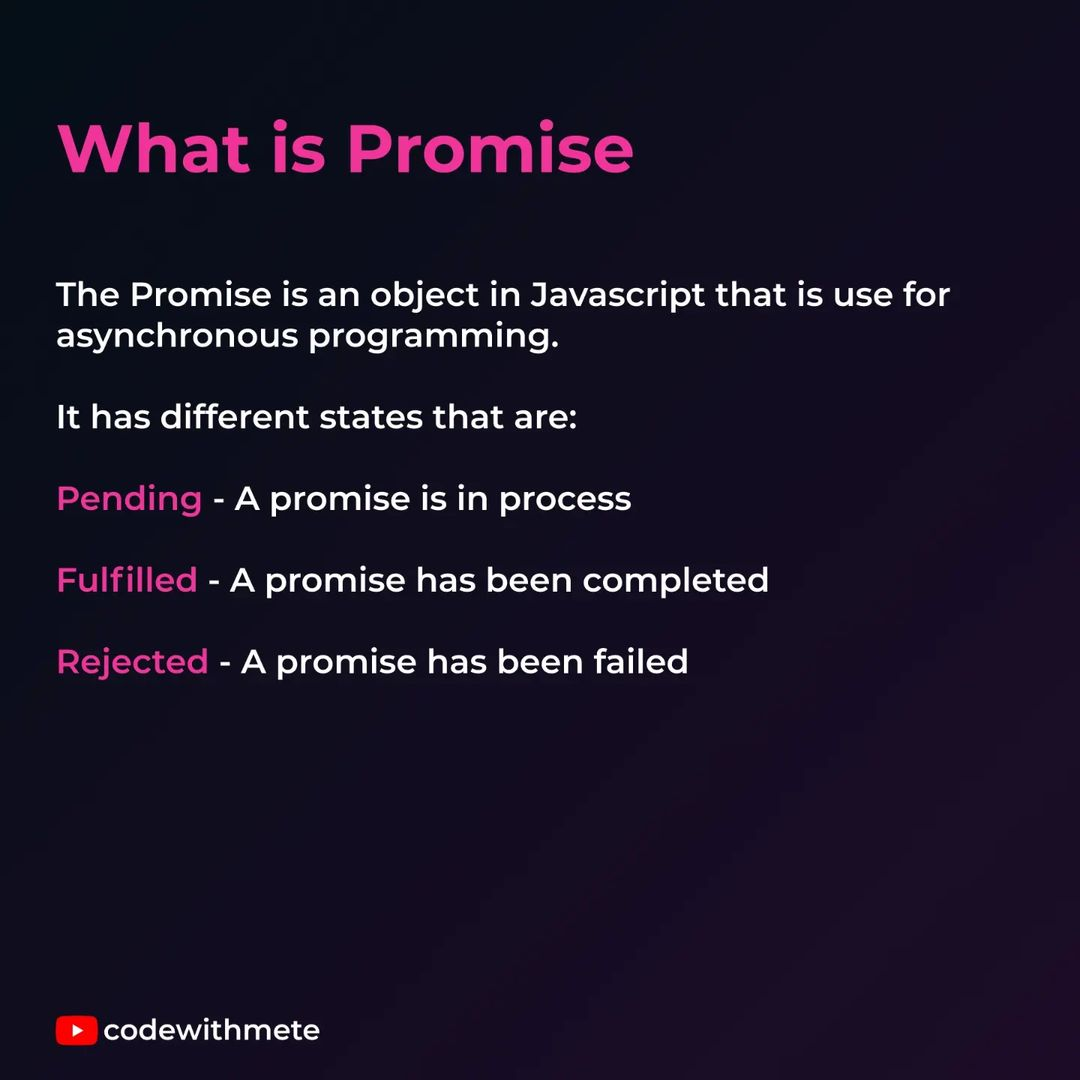 What is Promise
The Promise is an object in Javascript that is use for
asynchronous programming.
It has different states that are:
Pending - A promise is in process
Fulfilled - A promise has been completed
Rejected - A promise has been failed
codewithmete